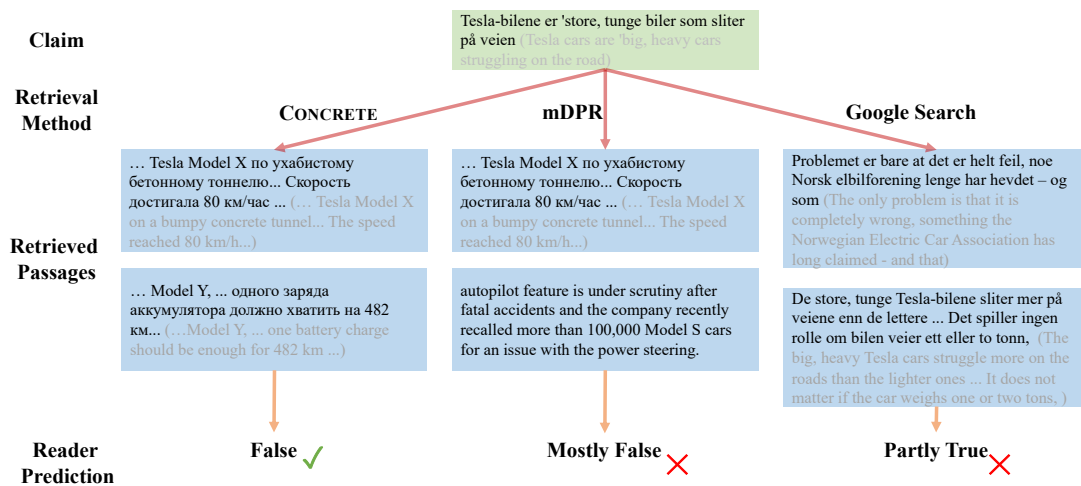 Claim
Tesla-bilene er 'store, tunge biler som sliter
på veien (Tesla cars are 'big, heavy cars
struggling on the road)
Retrieval
Method
CONCRETE
mDPR
Google Search
Retrieved
Passages
… Tesla Model X по ухабистому
бетонному тоннелю... Скорость
достигала 80 км/час ... (… Tesla Model X
on a bumpy concrete tunnel... The speed
reached 80 km/h...)
… Model Y, ... одного заряда
аккумулятора должно хватить на 482
км... (…Model Y, ... one battery charge
should be enough for 482 km ...)
… Tesla Model X по ухабистому
бетонному тоннелю... Скорость
достигала 80 км/час ... (… Tesla Model X
on a bumpy concrete tunnel... The speed
reached 80 km/h...)
autopilot feature is under scrutiny after
fatal accidents and the company recently
recalled more than 100,000 Model S cars
for an issue with the power steering.
Problemet er bare at det er helt feil, noe
Norsk elbilforening lenge har hevdet – og
som (The only problem is that it is
completely wrong, something the
Norwegian Electric Car Association has
long claimed - and that)
De store, tunge Tesla-bilene sliter mer på
veiene enn de lettere ... Det spiller ingen
rolle om bilen veier ett eller to tonn, (The
big, heavy Tesla cars struggle more on the
roads than the lighter ones ... It does not
matter if the car weighs one or two tons, )
Reader
Prediction
False
Mostly False
Partly True